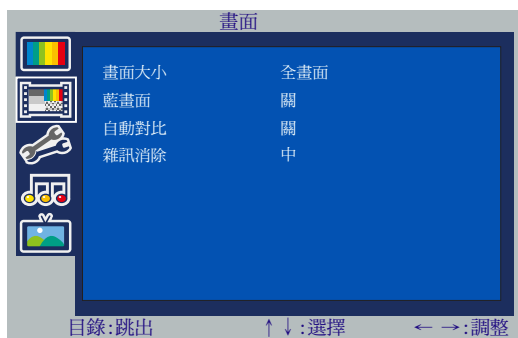 畫面
畫面大小 全畫面
藍畫面 關
自動對比 關
雜訊消除 中
目錄:跳出 ↑↓:選擇 ←→:調整